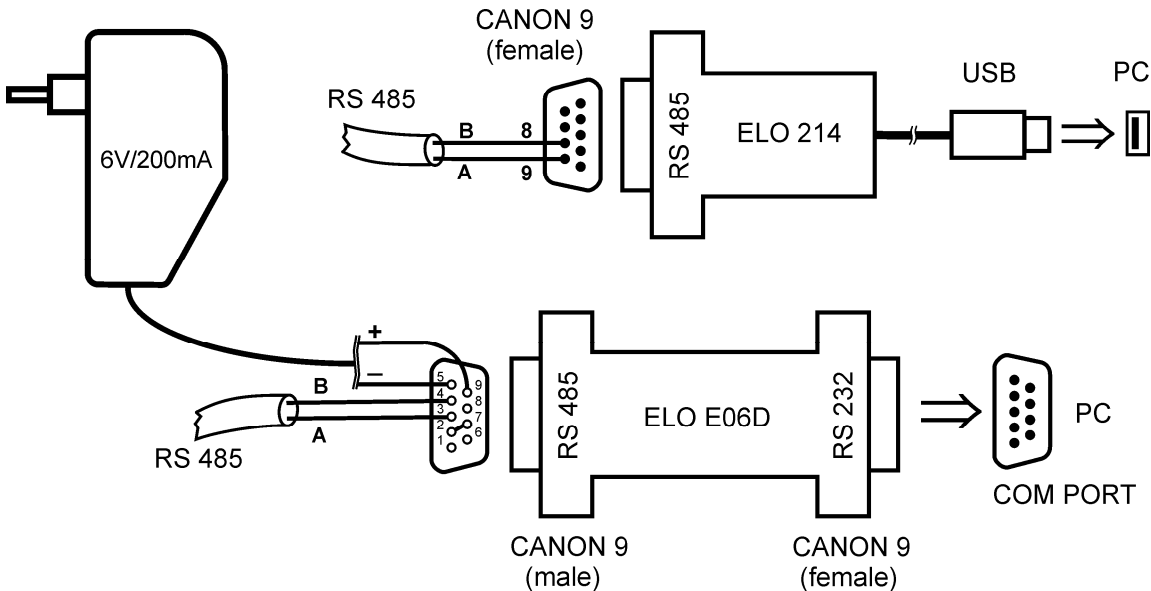 CANON 9
(female)
USB
PC
RS 485
B
8
A
9
RS 485
ELO 214
6V/200mA
+
–
B
A
5
4
3
2
1
9
8
7
6
RS 485
RS 485
ELO E06D
RS 232
PC
COM PORT
CANON 9
(male)
CANON 9
(female)